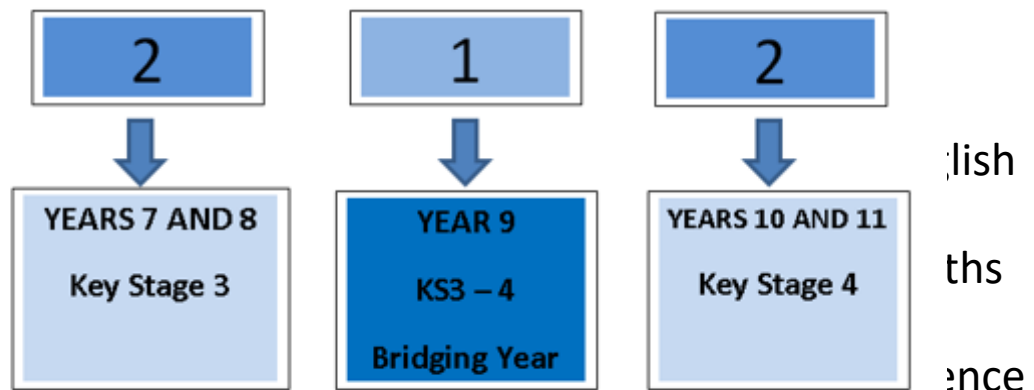 2
1
2
YEARS 7 AND 8
Key Stage 3
YEAR 9
KS3 – 4
Bridging Year
YEARS 10 AND 11
Key Stage 4